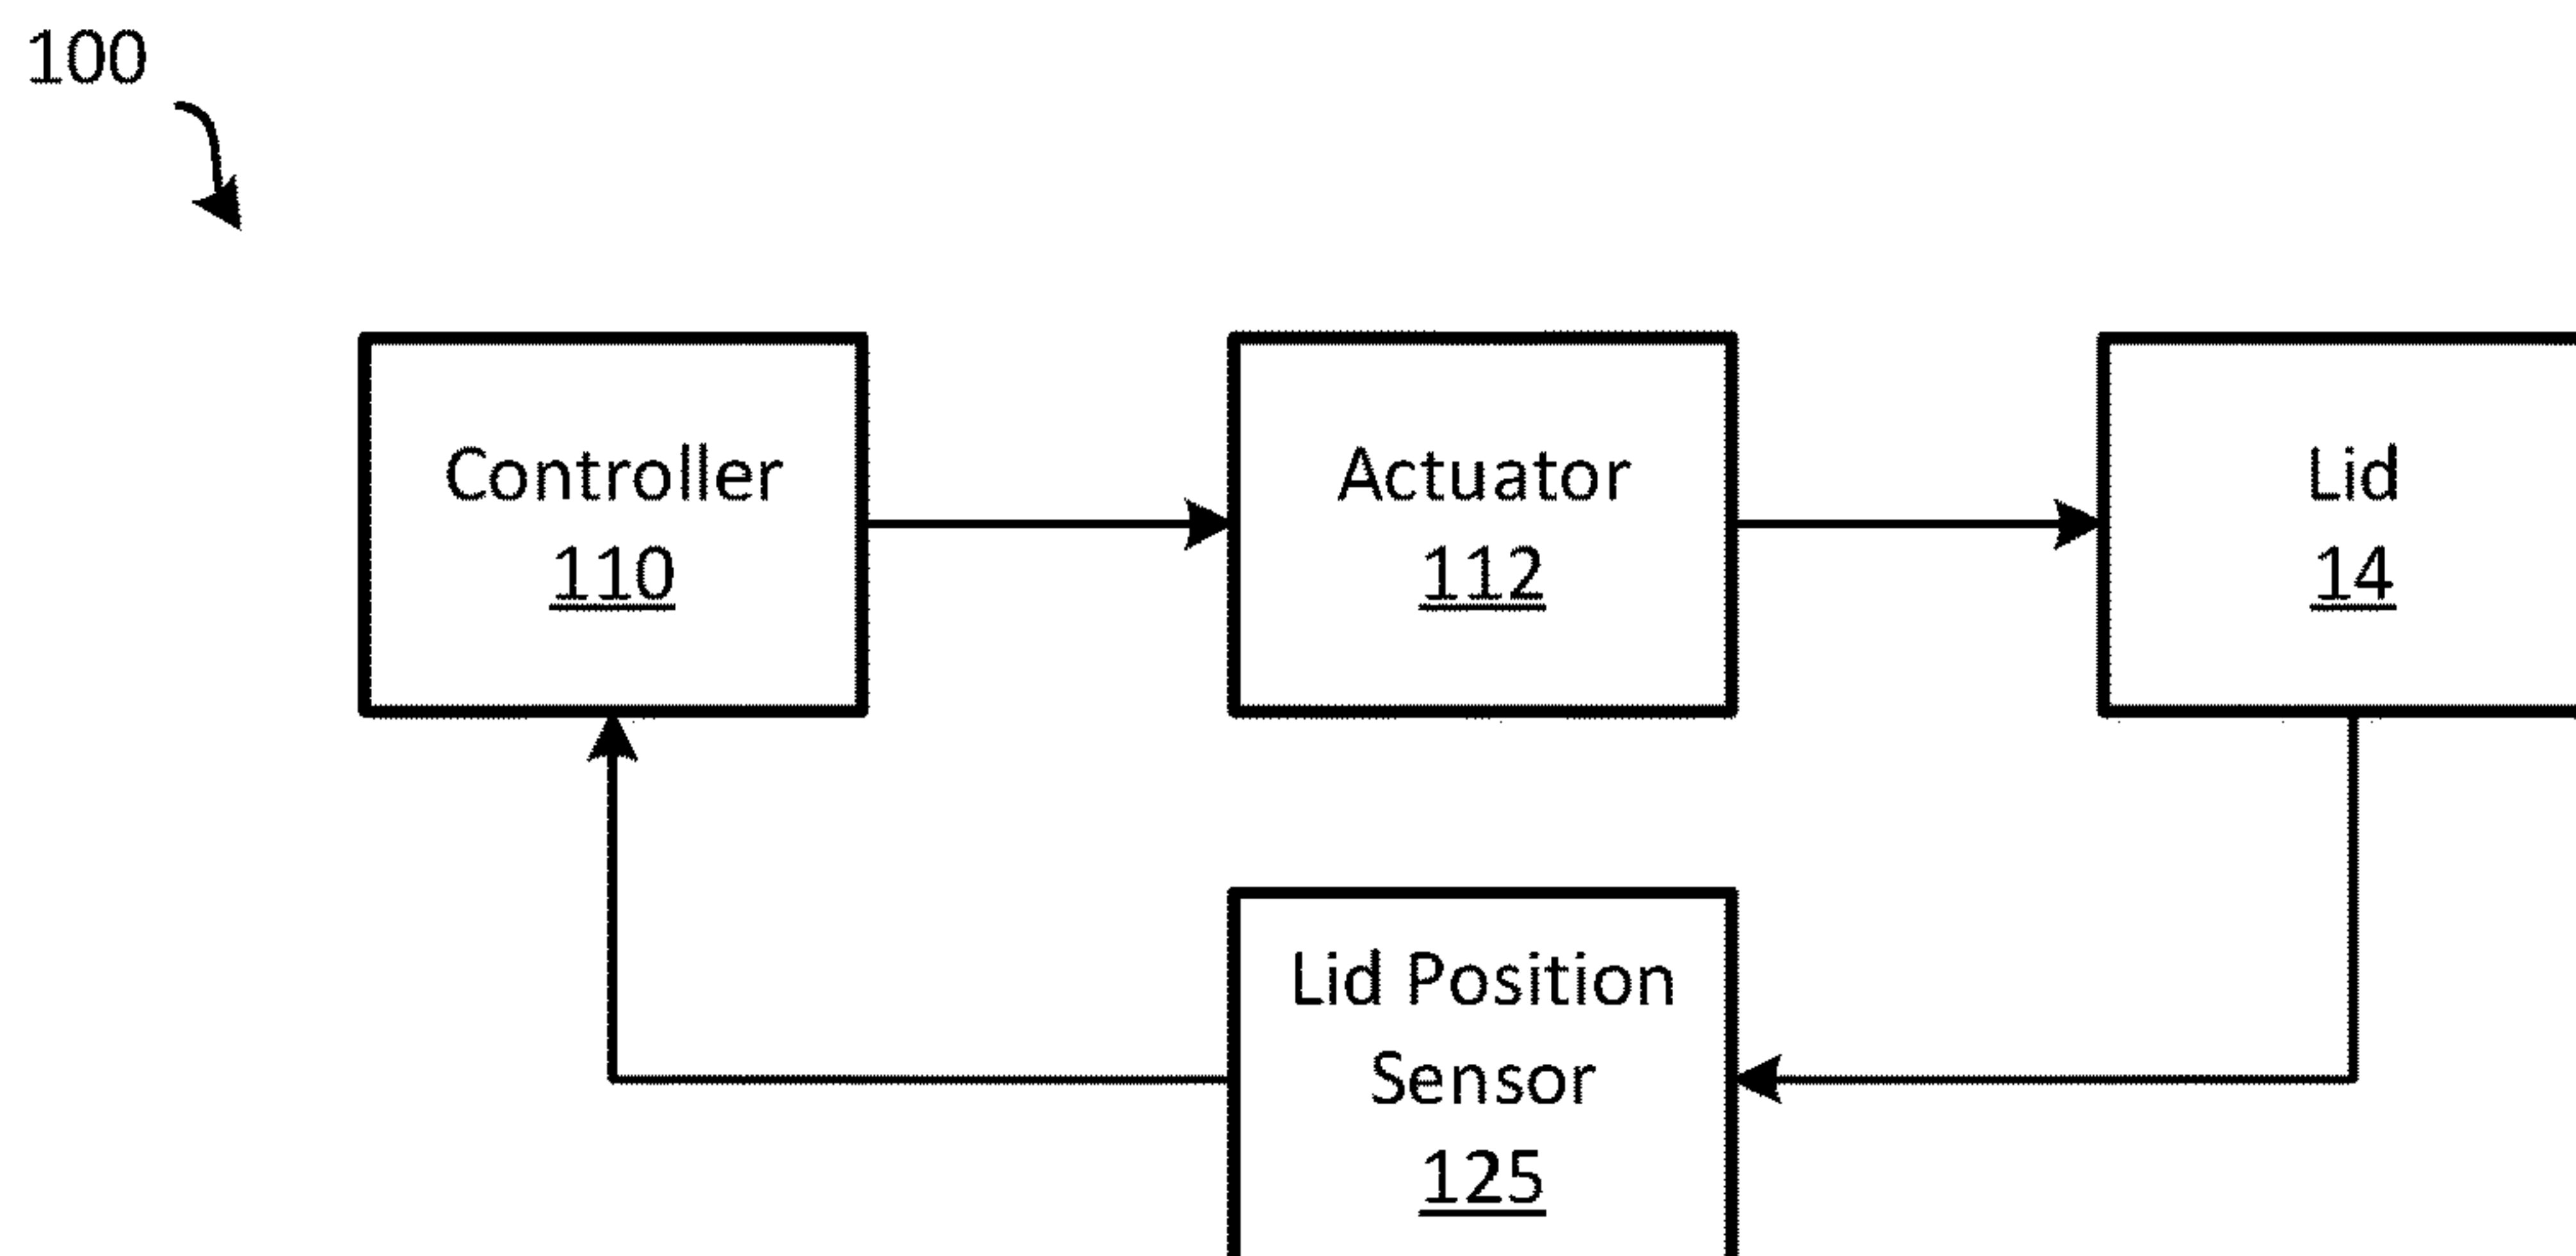 100
Controller
110
Actuator
112
Lid
14
Lid Position
Sensor
125